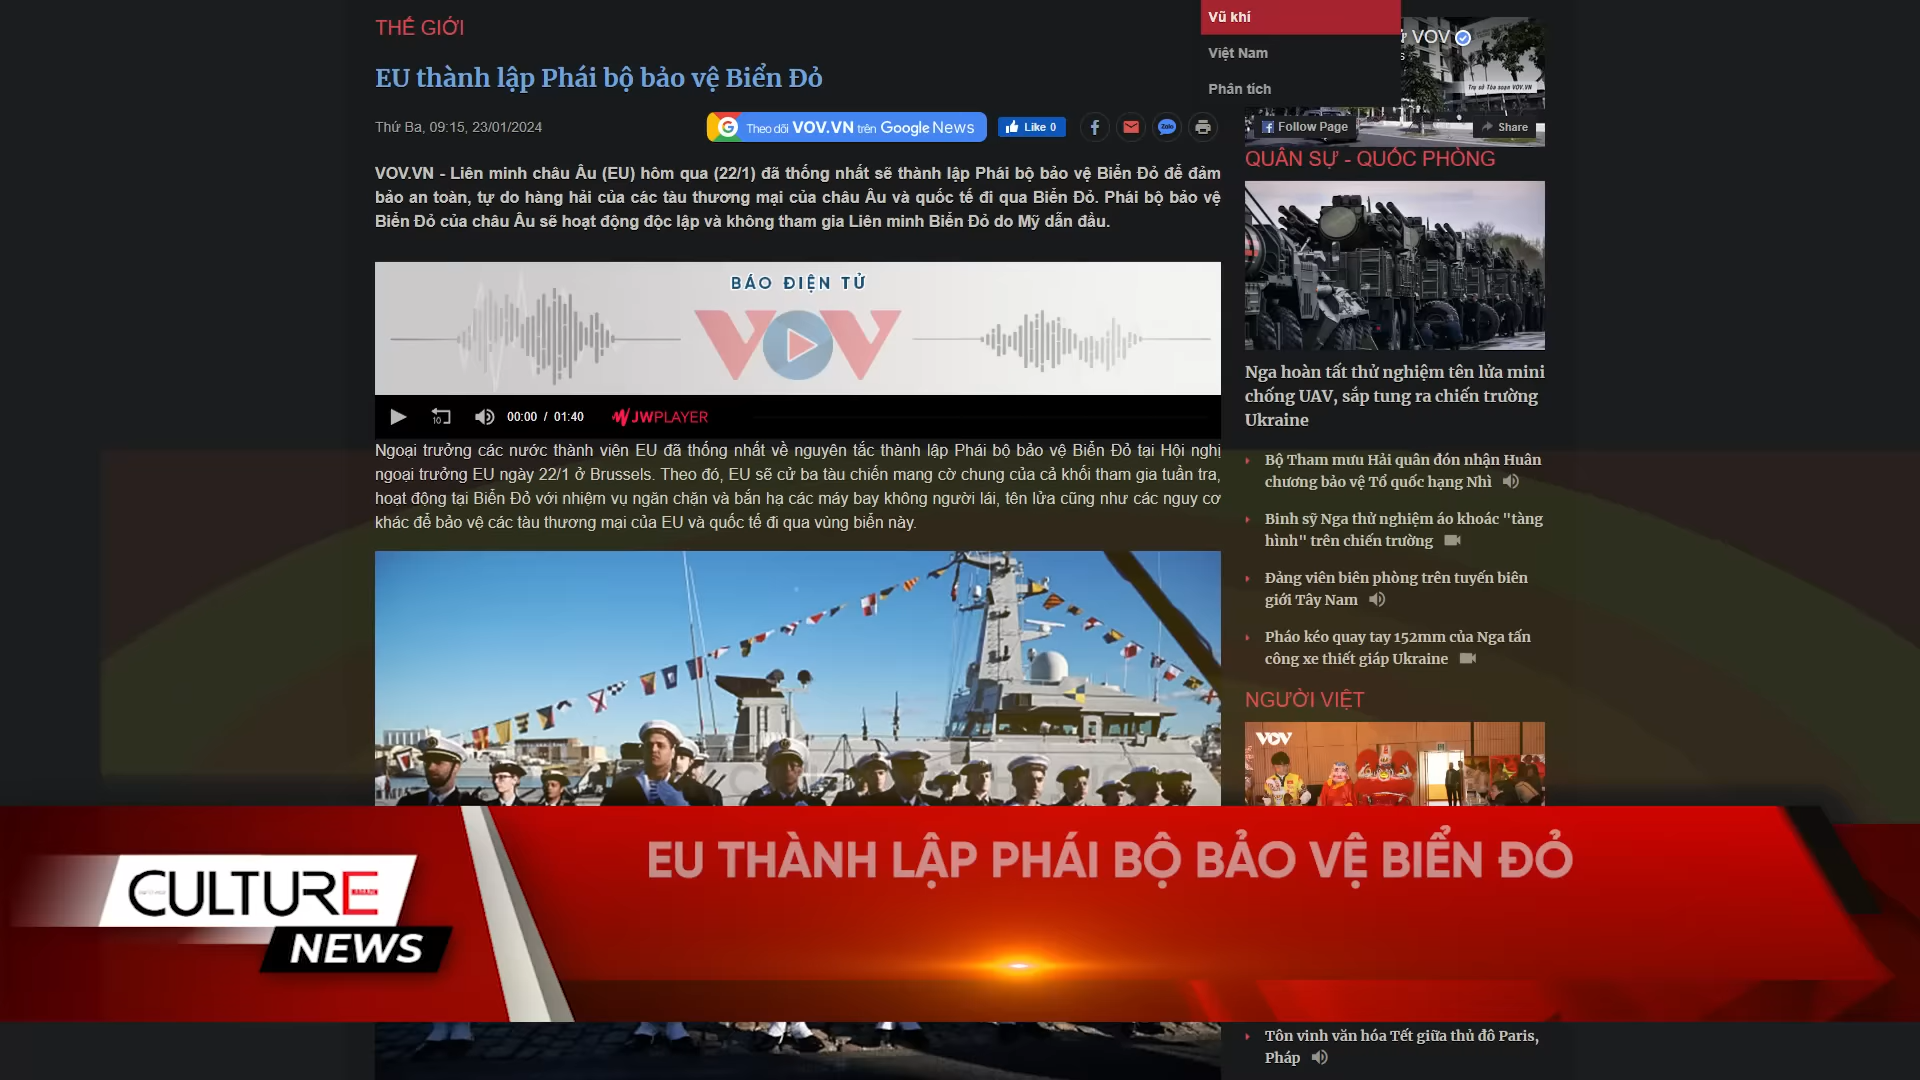 THẾ GIỚI
EU thành lập Phái bộ bảo vệ Biển Đỏ
Thứ Ba, 09:15, 23/01/2024
Theo dõi VOV.VN trên Google News
Like 0
VOV.VN - Liên minh châu Âu (EU) hôm qua (22/1) đã thống nhất sẽ thành lập Phái bộ bảo vệ Biển Đỏ để đảm
bảo an toàn, tự do hàng hải của các tàu thương mại của châu Âu và quốc tế đi qua Biển Đỏ. Phái bộ bảo vệ
Biển Đỏ của châu Âu sẽ hoạt động độc lập và không tham gia Liên minh Biển Đỏ do Mỹ dẫn đầu.
BÁO ĐIỆN TỬ
VOV
10
00:00 / 01:40
JWPLAYER
Ngoại trưởng các nước thành viên EU đã thống nhất về nguyên tắc thành lập Phái bộ bảo vệ Biển Đỏ tại Hội nghị
ngoại trưởng EU ngày 22/1 ở Brussels. Theo đó, EU sẽ cử ba tàu chiến mang cờ chung của cả khối tham gia tuần tra,
hoạt động tại Biển Đỏ với nhiệm vụ ngăn chặn và bắn hạ các máy bay không người lái, tên lửa cũng như các nguy cơ
khác để bảo vệ các tàu thương mại của EU và quốc tế đi qua vùng biển này.
Vũ khí
Việt Nam
Phân tích
VOV
Trụ sở Tòa soạn VOV.VN
Follow Page
Share
QUÂN SỰ - QUỐC PHÒNG
Nga hoàn tất thử nghiệm tên lửa mini
chống UAV, sắp tung ra chiến trường
Ukraine
Bộ Tham mưu Hải quân đón nhận Huân
chương bảo vệ Tổ quốc hạng Nhì
Binh sỹ Nga thử nghiệm áo khoác "tàng
hình" trên chiến trường
Đảng viên biên phòng trên tuyến biên
giới Tây Nam
Pháo kéo quay tay 152mm của Nga tấn
công xe thiết giáp Ukraine
NGƯỜI VIỆT
VOV
Tôn vinh văn hóa Tết giữa thủ đô Paris,
Pháp
CULTURE
NEWS
EU THÀNH LẬP PHÁI BỘ BẢO VỆ BIỂN ĐỎ